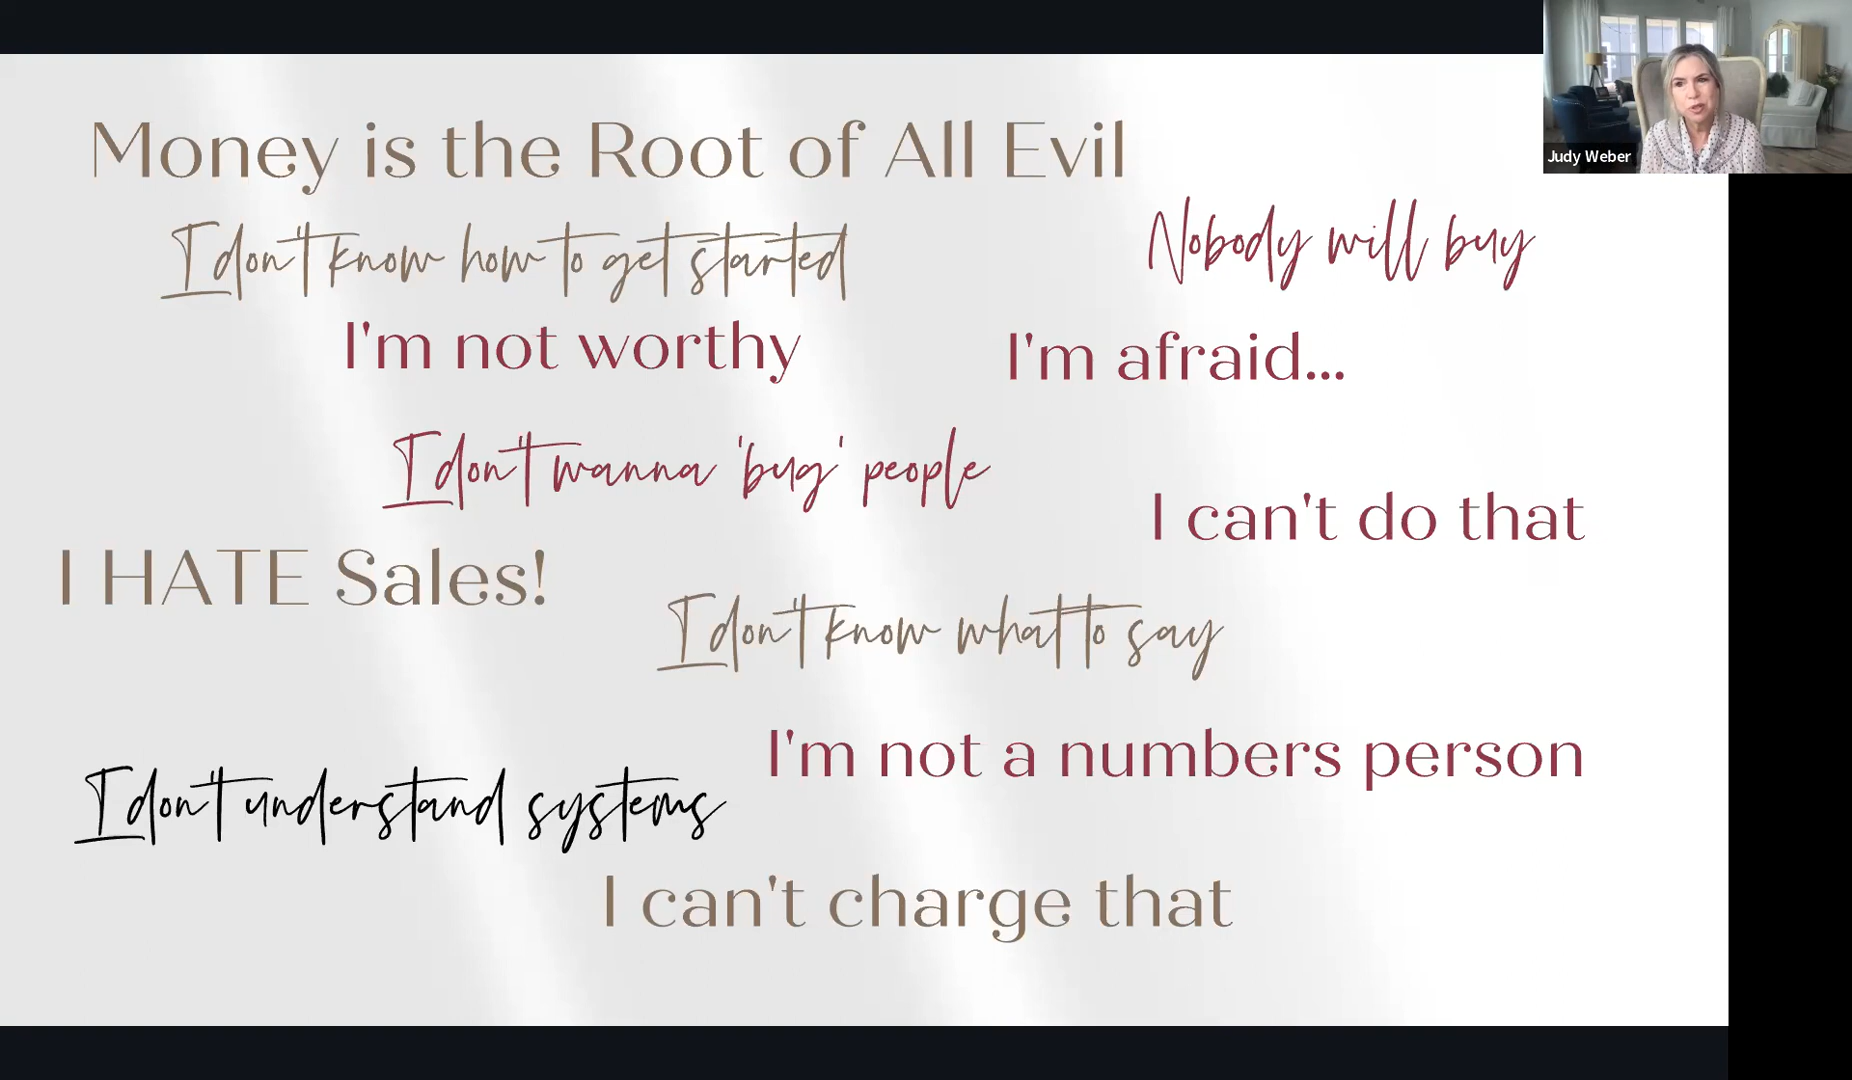 Judy Weber
Money is the Root of All Evil
I don't know how to get started
Nobody will buy
I'm not worthy
I'm afraid...
I don't wanna 'bug' people
I can't do that
I HATE Sales!
I don't know what to say
I'm not a numbers person
I don't understand systems
I can't charge that